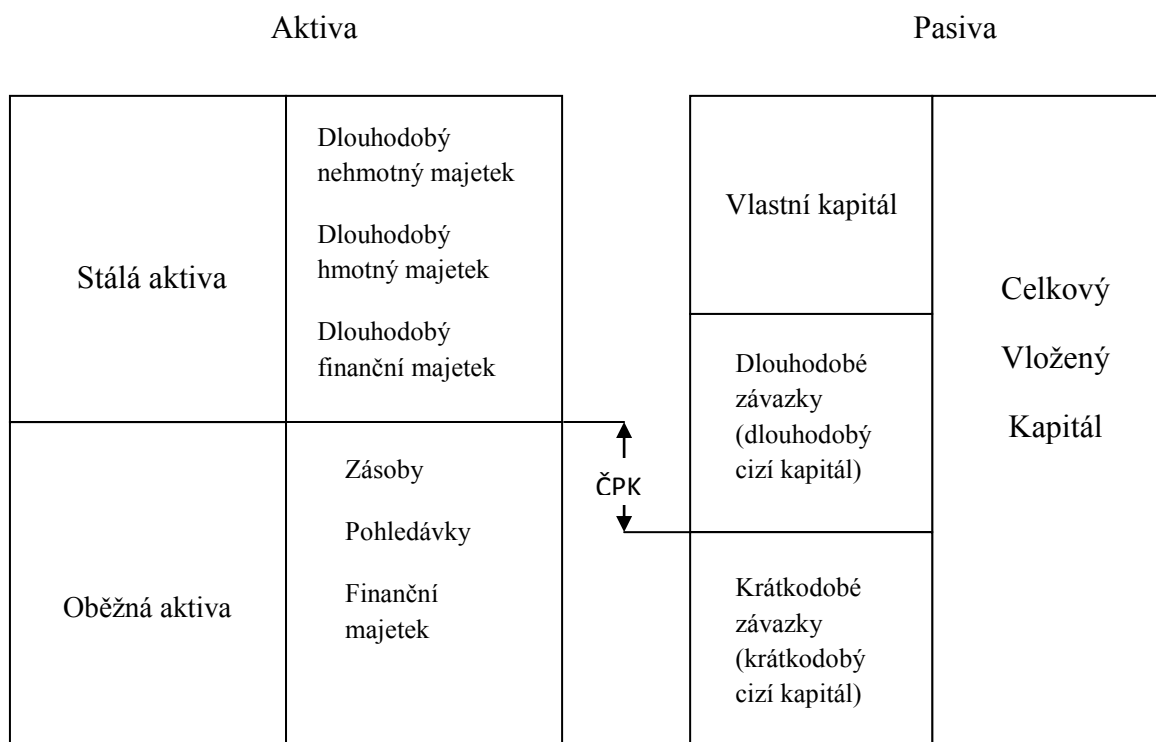 Aktiva
Pasiva
Stálá aktiva
Dlouhodobý
nehmotný majetek
Dlouhodobý
hmotný majetek
Dlouhodobý
finanční majetek
Oběžná aktiva
Zásoby
Pohledávky
Finanční
majetek
ČPK
Vlastní kapitál
Dlouhodobé
závazky
(dlouhodobý
cizí kapitál)
Krátkodobé
závazky
(krátkodobý
cizí kapitál)
Celkový
Vložený
Kapitál